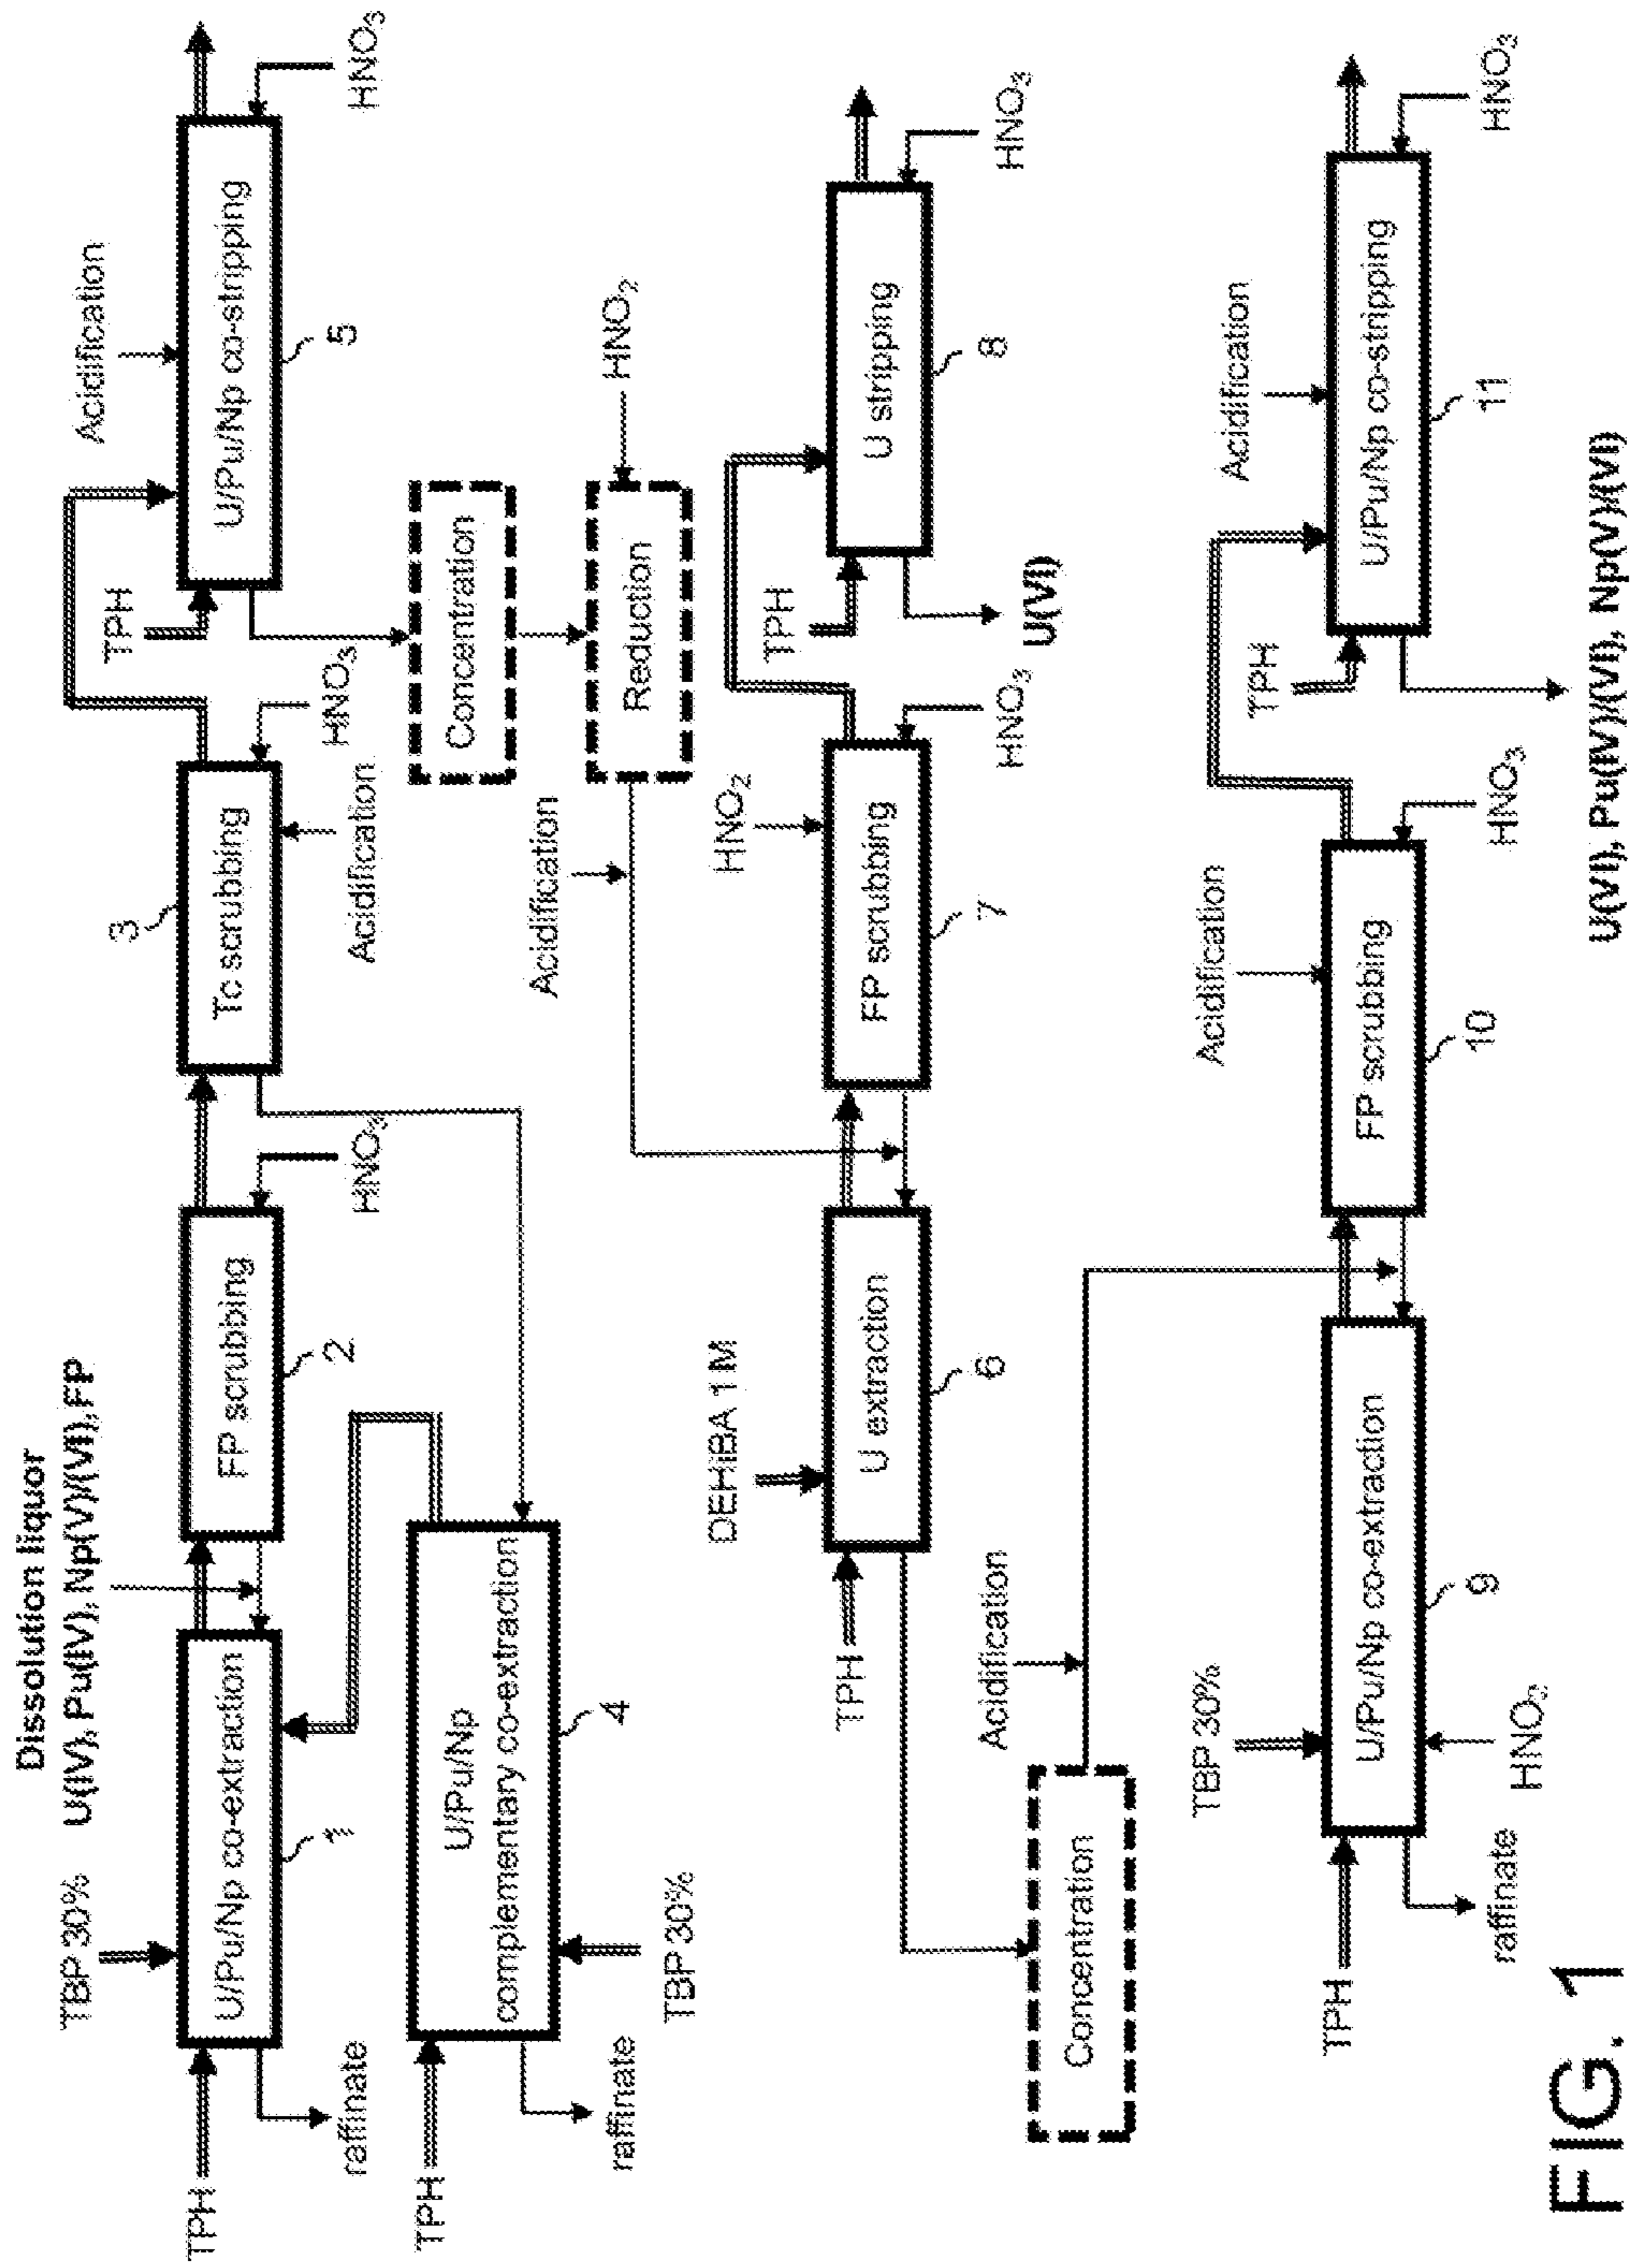 Dissolution liquor
U(IV), Pu(IV), Np(V)/(VI),FP
TBP 30%
TPH
U/Pu/Np co-extraction
1
raffinate
FP scrubbing
2
HNO3
Tc scrubbing
3
Acidification
HNO3
TPH
Acidification
U/Pu/Np co-stripping
5
HNO3
TPH
U/Pu/Np
complementary co-extraction
4
raffinate
TBP 30%
Concentration
Reduction
HNO2
Acidification
DEHiBA 1M
TPH
U extraction
6
HNO2
FP scrubbing
7
HNO3
TPH
U stripping
8
HNO3
U(VI)
Concentration
Acidification
TBP 30%
TPH
U/Pu/Np co-extraction
9
raffinate
Acidification
FP scrubbing
10
HNO3
TPH
Acidification
U/Pu/Np co-stripping
11
HNO3
U(VI), Pu(IV)/(VI), Np(V)/(VI)
FIG. 1